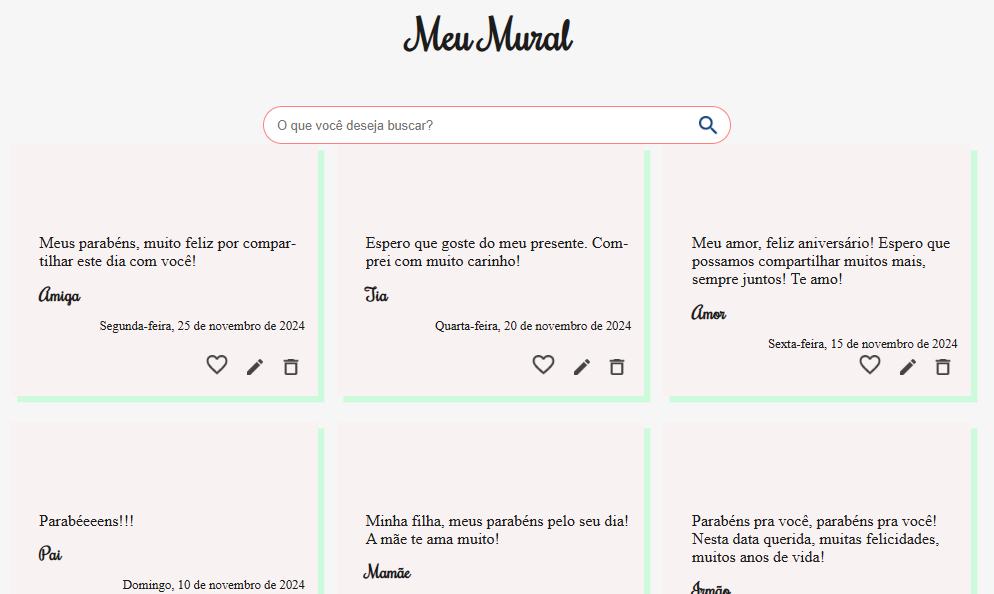 Meu Mural
O que você deseja buscar?
Meus parabéns, muito feliz por compar-
tilhar este dia com você!
Amiga
Segunda-feira, 25 de novembro de 2024
Espero que goste do meu presente. Com-
prei com muito carinho!
Tia
Quarta-feira, 20 de novembro de 2024
Meu amor, feliz aniversário! Espero que
possamos compartilhar muitos mais,
sempre juntos! Te amo!
Amor
Sexta-feira, 15 de novembro de 2024
Parabéeeens!!!
Pai
Domingo, 10 de novembro de 2024
Minha filha, meus parabéns pelo seu dia!
A mãe te ama muito!
Mamãe
Parabéns pra você, parabéns pra você!
Nesta data querida, muitas felicidades,
muitos anos de vida!
Irmão